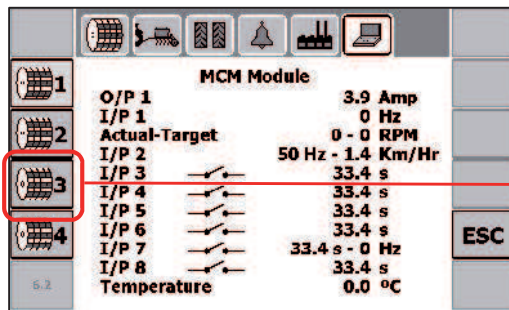 MCM Module
1
O/P 1 3.9 Amp
I/P 1 0 Hz
2
Actual-Target 0 - 0 RPM
I/P 2 50 Hz - 1.4 Km/Hr
3
I/P 3 33.4 s
I/P 4 33.4 s
I/P 5 33.4 s
4
I/P 6 33.4 s
ESC
I/P 7 33.4 s - 0 Hz
I/P 8 33.4 s
6.2
Temperature 0.0 ºC